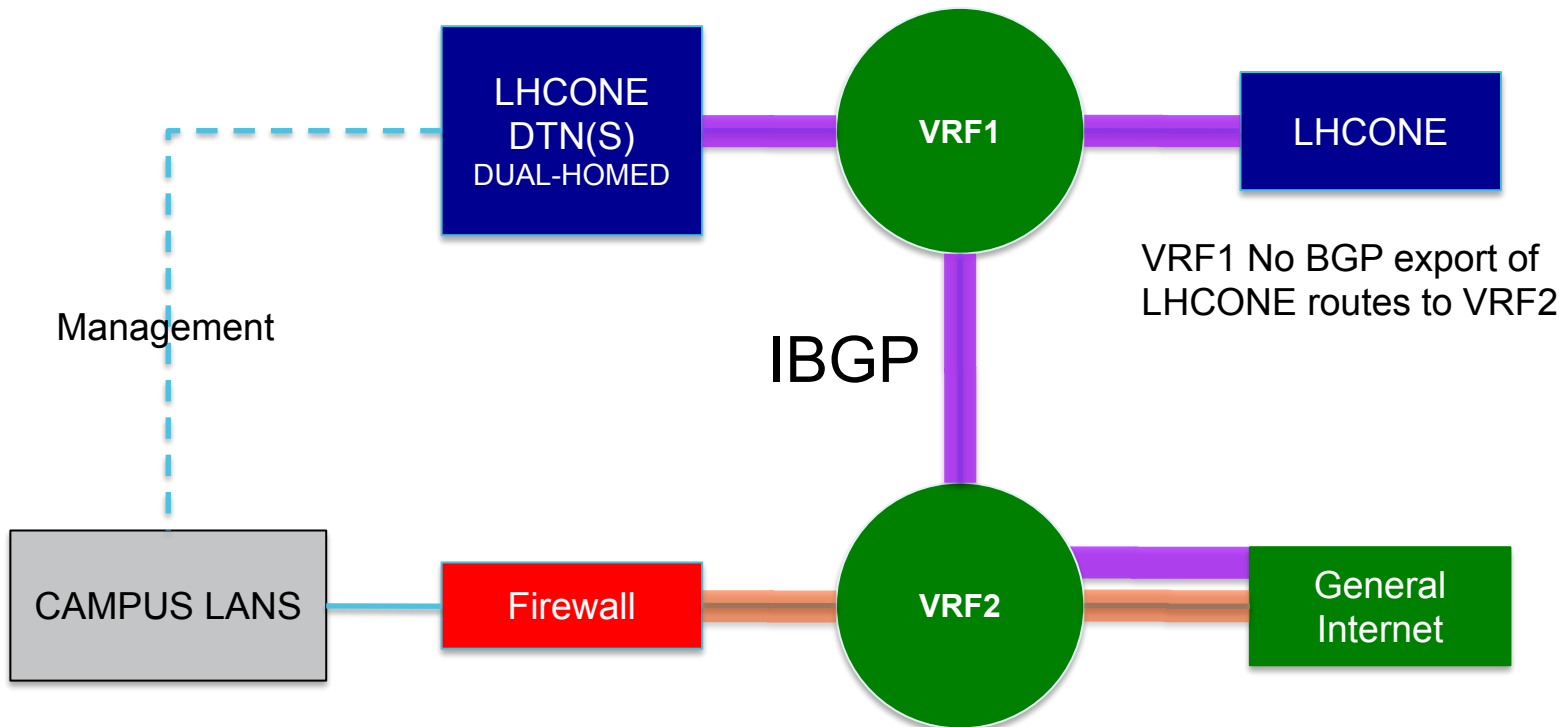 LHCONE
DTN(S)
DUAL-HOMED
VRF1
LHCONE
VRF1 No BGP export of
LHCONE routes to VRF2
Management
IBGP
CAMPUS LANS
Firewall
VRF2
General
Internet